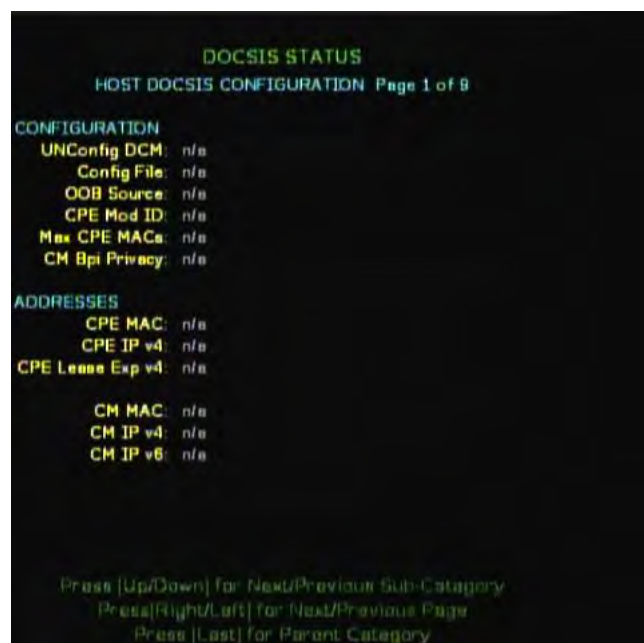 DOCSIS STATUS
HOST DOCSIS CONFIGURATION Page 1 of 9
CONFIGURATION
UNConfig DCM: n/a
Config File: n/a
OOB Source: n/a
CPE Mod ID: n/a
Max CPE MACs: n/a
CM Bpi Privacy: n/a
ADDRESSES
CPE MAC: n/a
CPE IP v4: n/a
CPE Lease Exp v4: n/a
CM MAC: n/a
CM IP v4: n/a
CM IP v6: n/a
Press [Up/Down] for Next/Previous Sub-Catagory
Press[Right/Left] for Next/Previous Page
Press [Last] for Parent Category